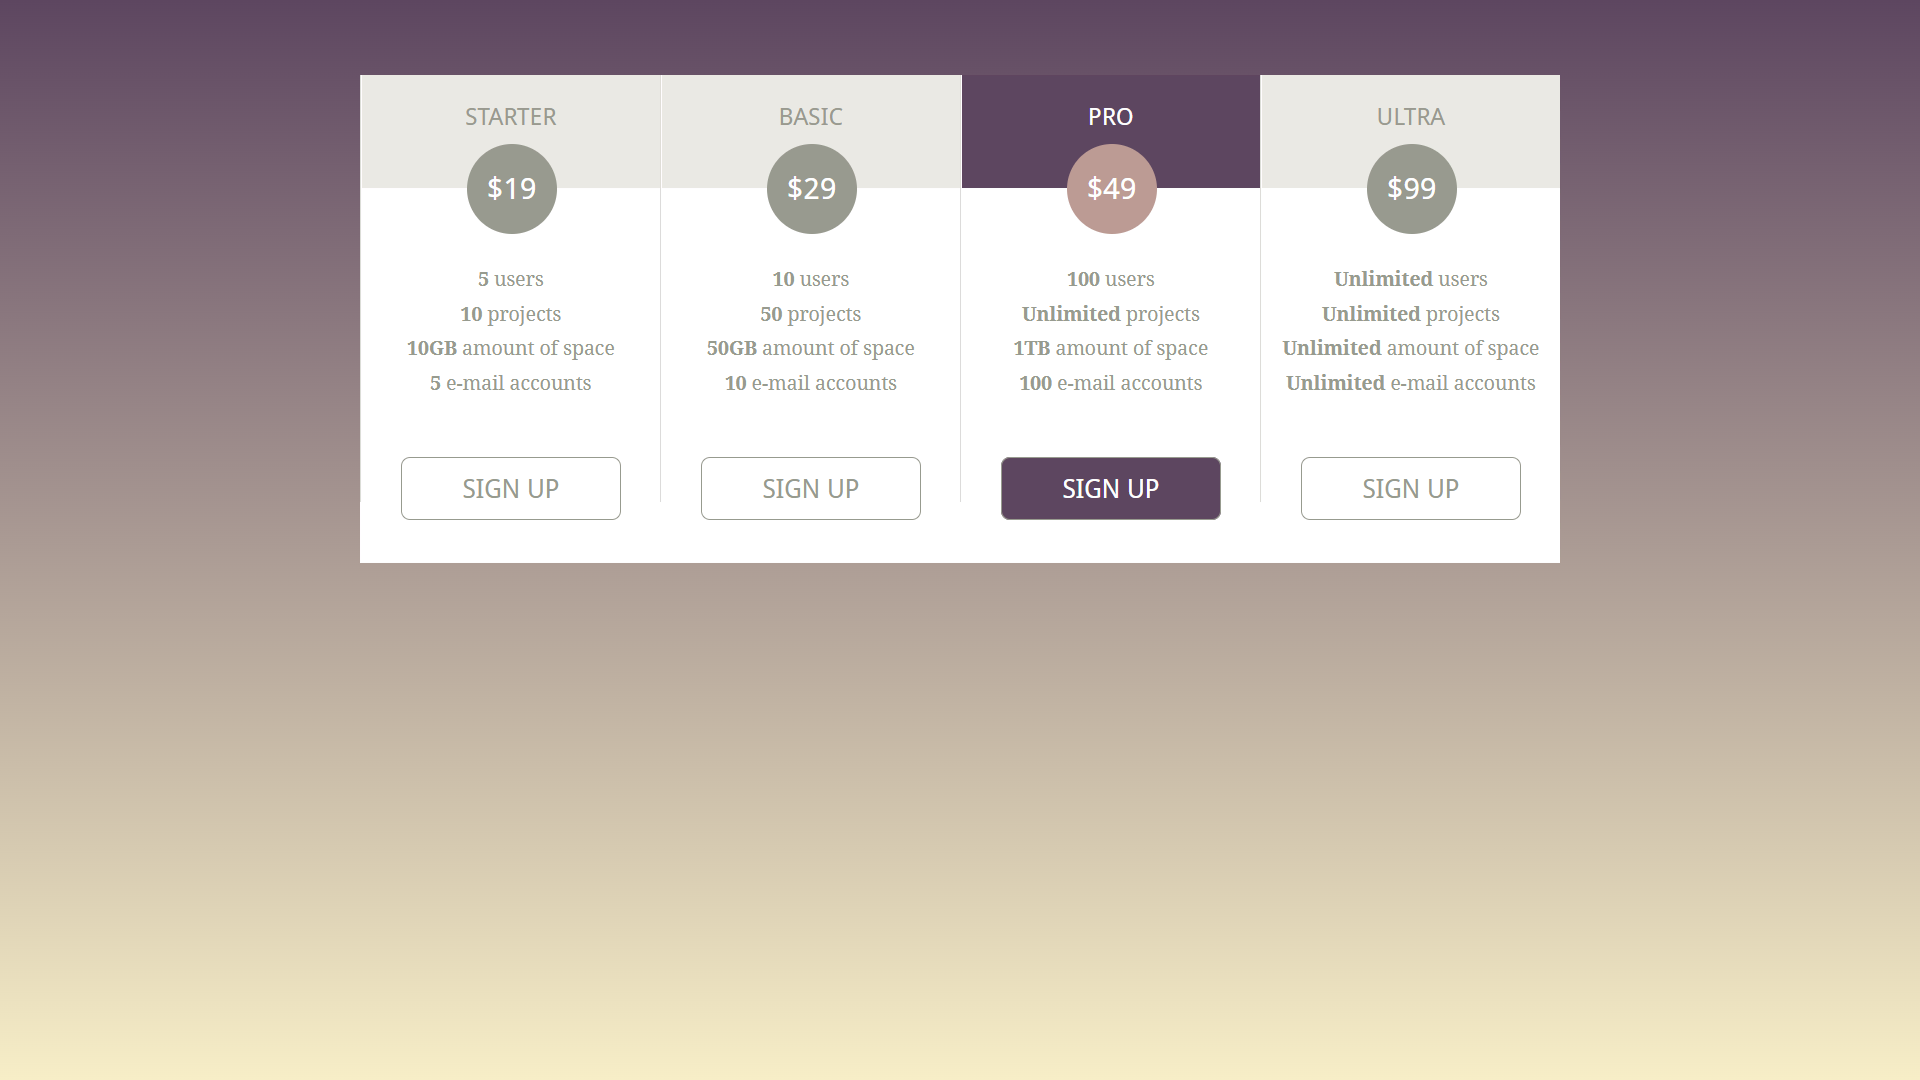 STARTER
$19
5 users
10 projects
10GB amount of space
5 e-mail accounts
SIGN UP
BASIC
$29
10 users
50 projects
50GB amount of space
10 e-mail accounts
SIGN UP
PRO
$49
100 users
Unlimited projects
1TB amount of space
100 e-mail accounts
SIGN UP
ULTRA
$99
Unlimited users
Unlimited projects
Unlimited amount of space
Unlimited e-mail accounts
SIGN UP